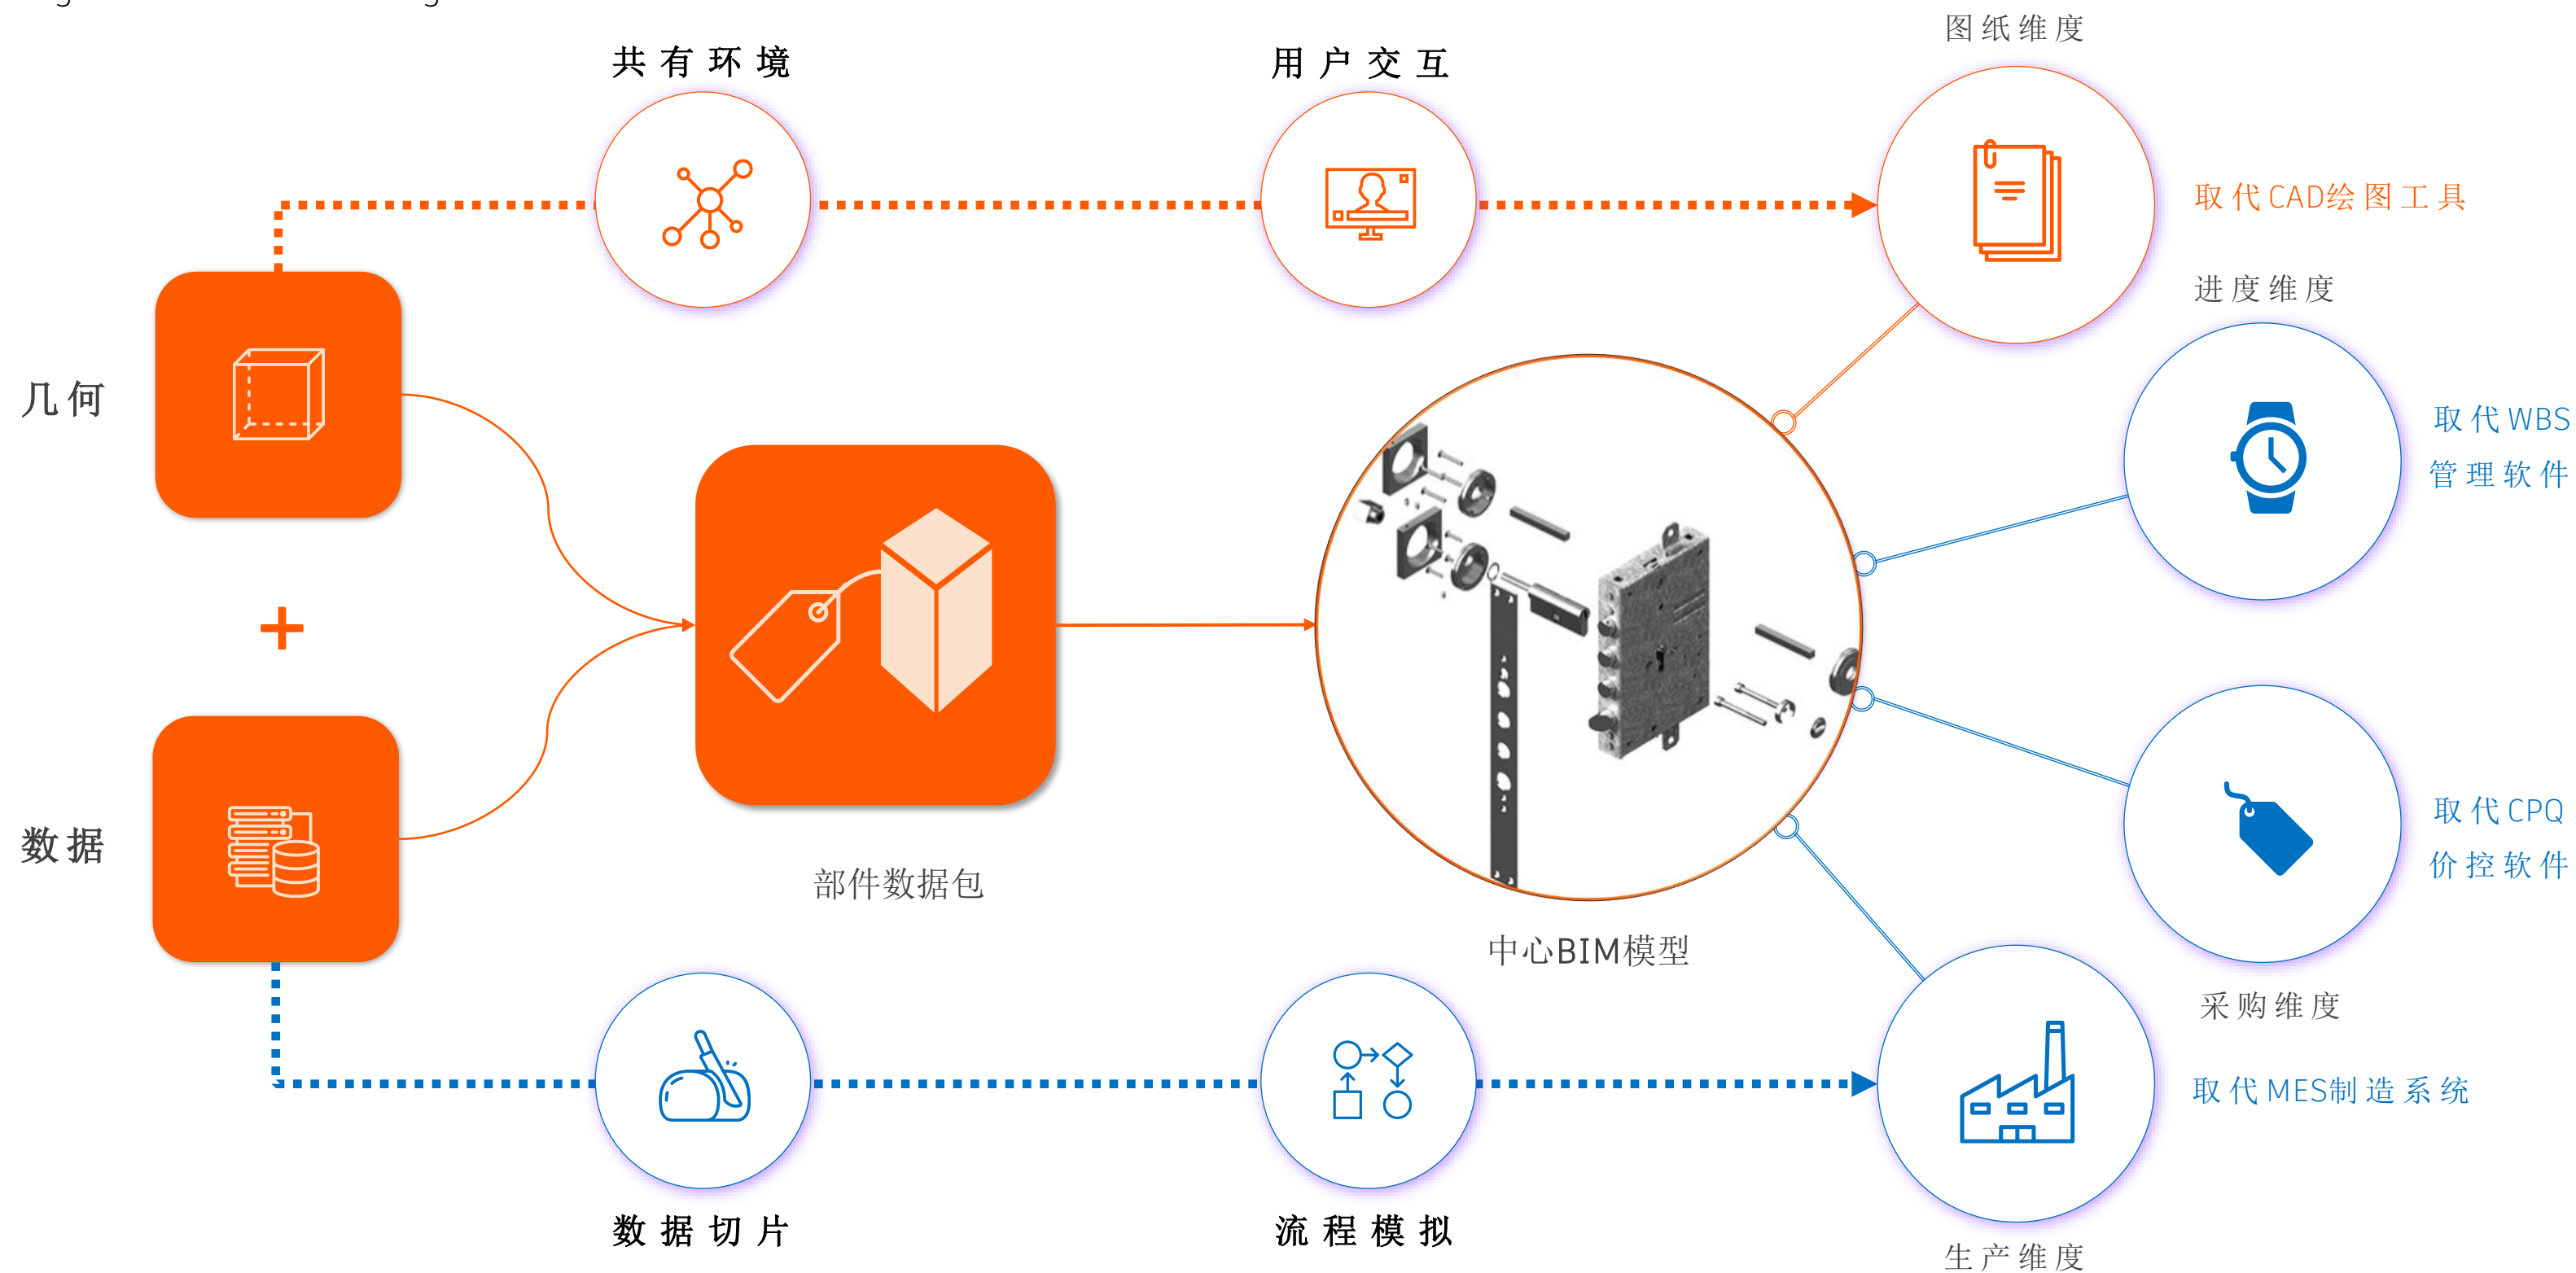 图纸维度
共有环境
用户交互
取代CAD绘图工具
进度维度
几何
取代WBS
管理软件
取代CPQ
价控软件
数据
部件数据包
中心BIM模型
采购维度
取代MES制造系统
数据切片
流程模拟
生产维度